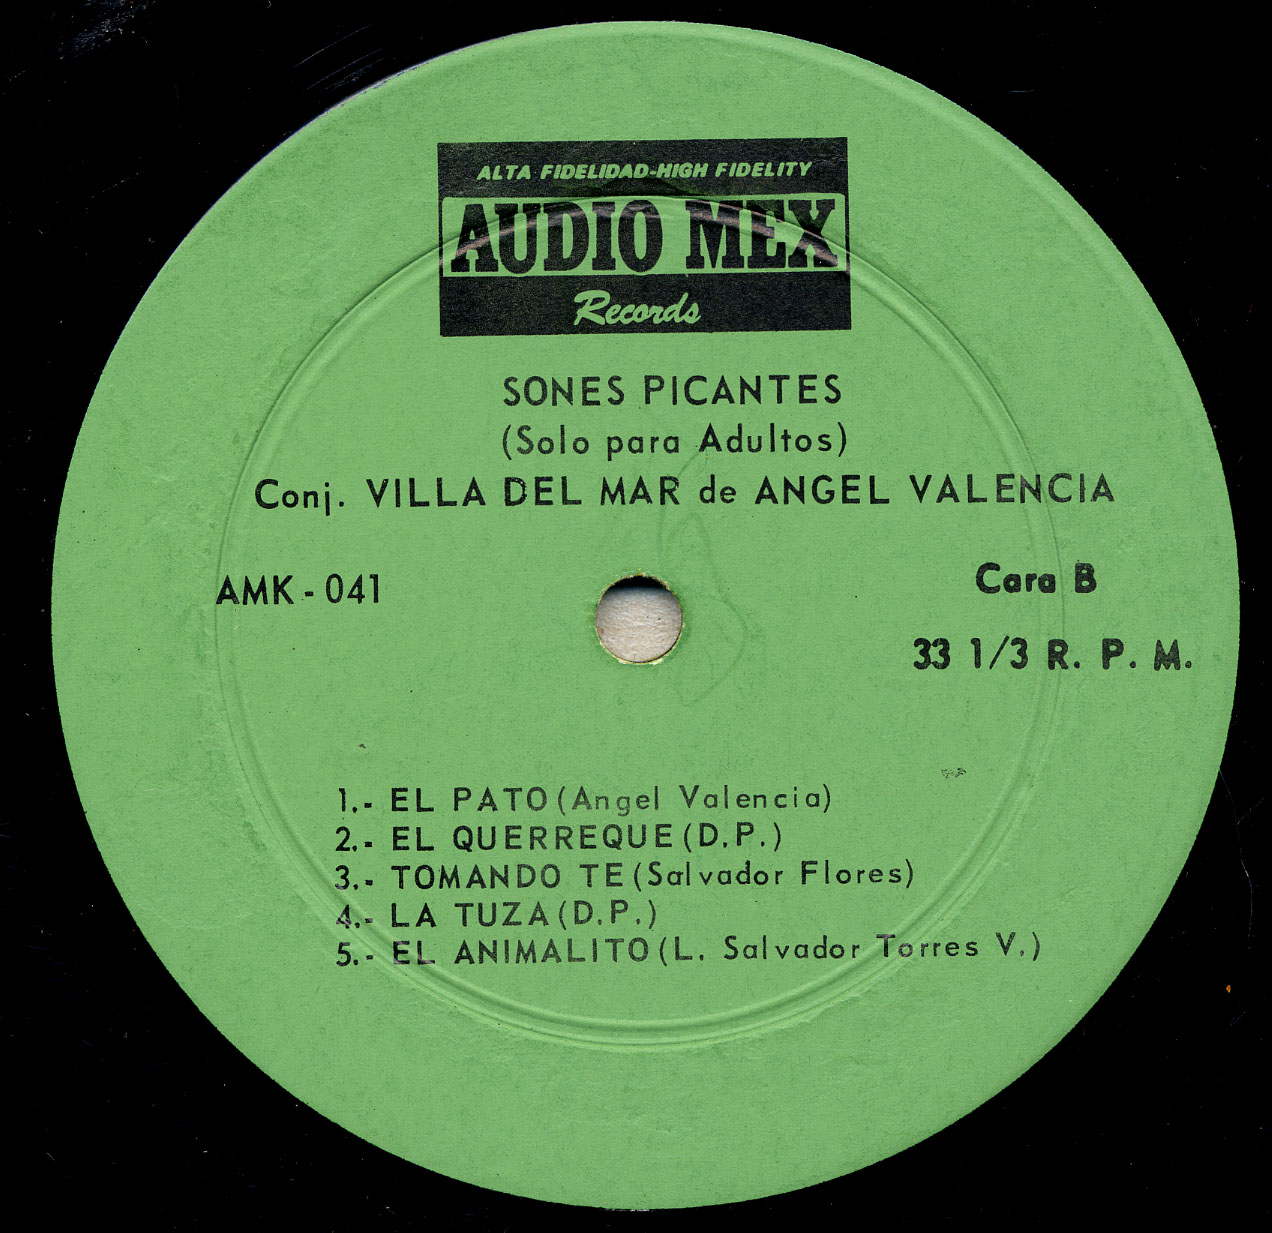 ALTA FIDELIDAD-HIGH FIDELITY
AUDIO MEX
Records
SONES PICANTES
(Solo para Adultos)
Conj. VILLA DEL MAR de ANGEL VALENCIA
AMK - 041
Cara B
33 1/3 R. P. M.
1.- EL PATO (Angel Valencia)
2.- EL QUERREQUE (D.P.)
3.- TOMANDO TE (Salvador Flores)
4.- LA TUZA (D.P.)
5.- EL ANIMALITO (L. Salvador Torres V.)